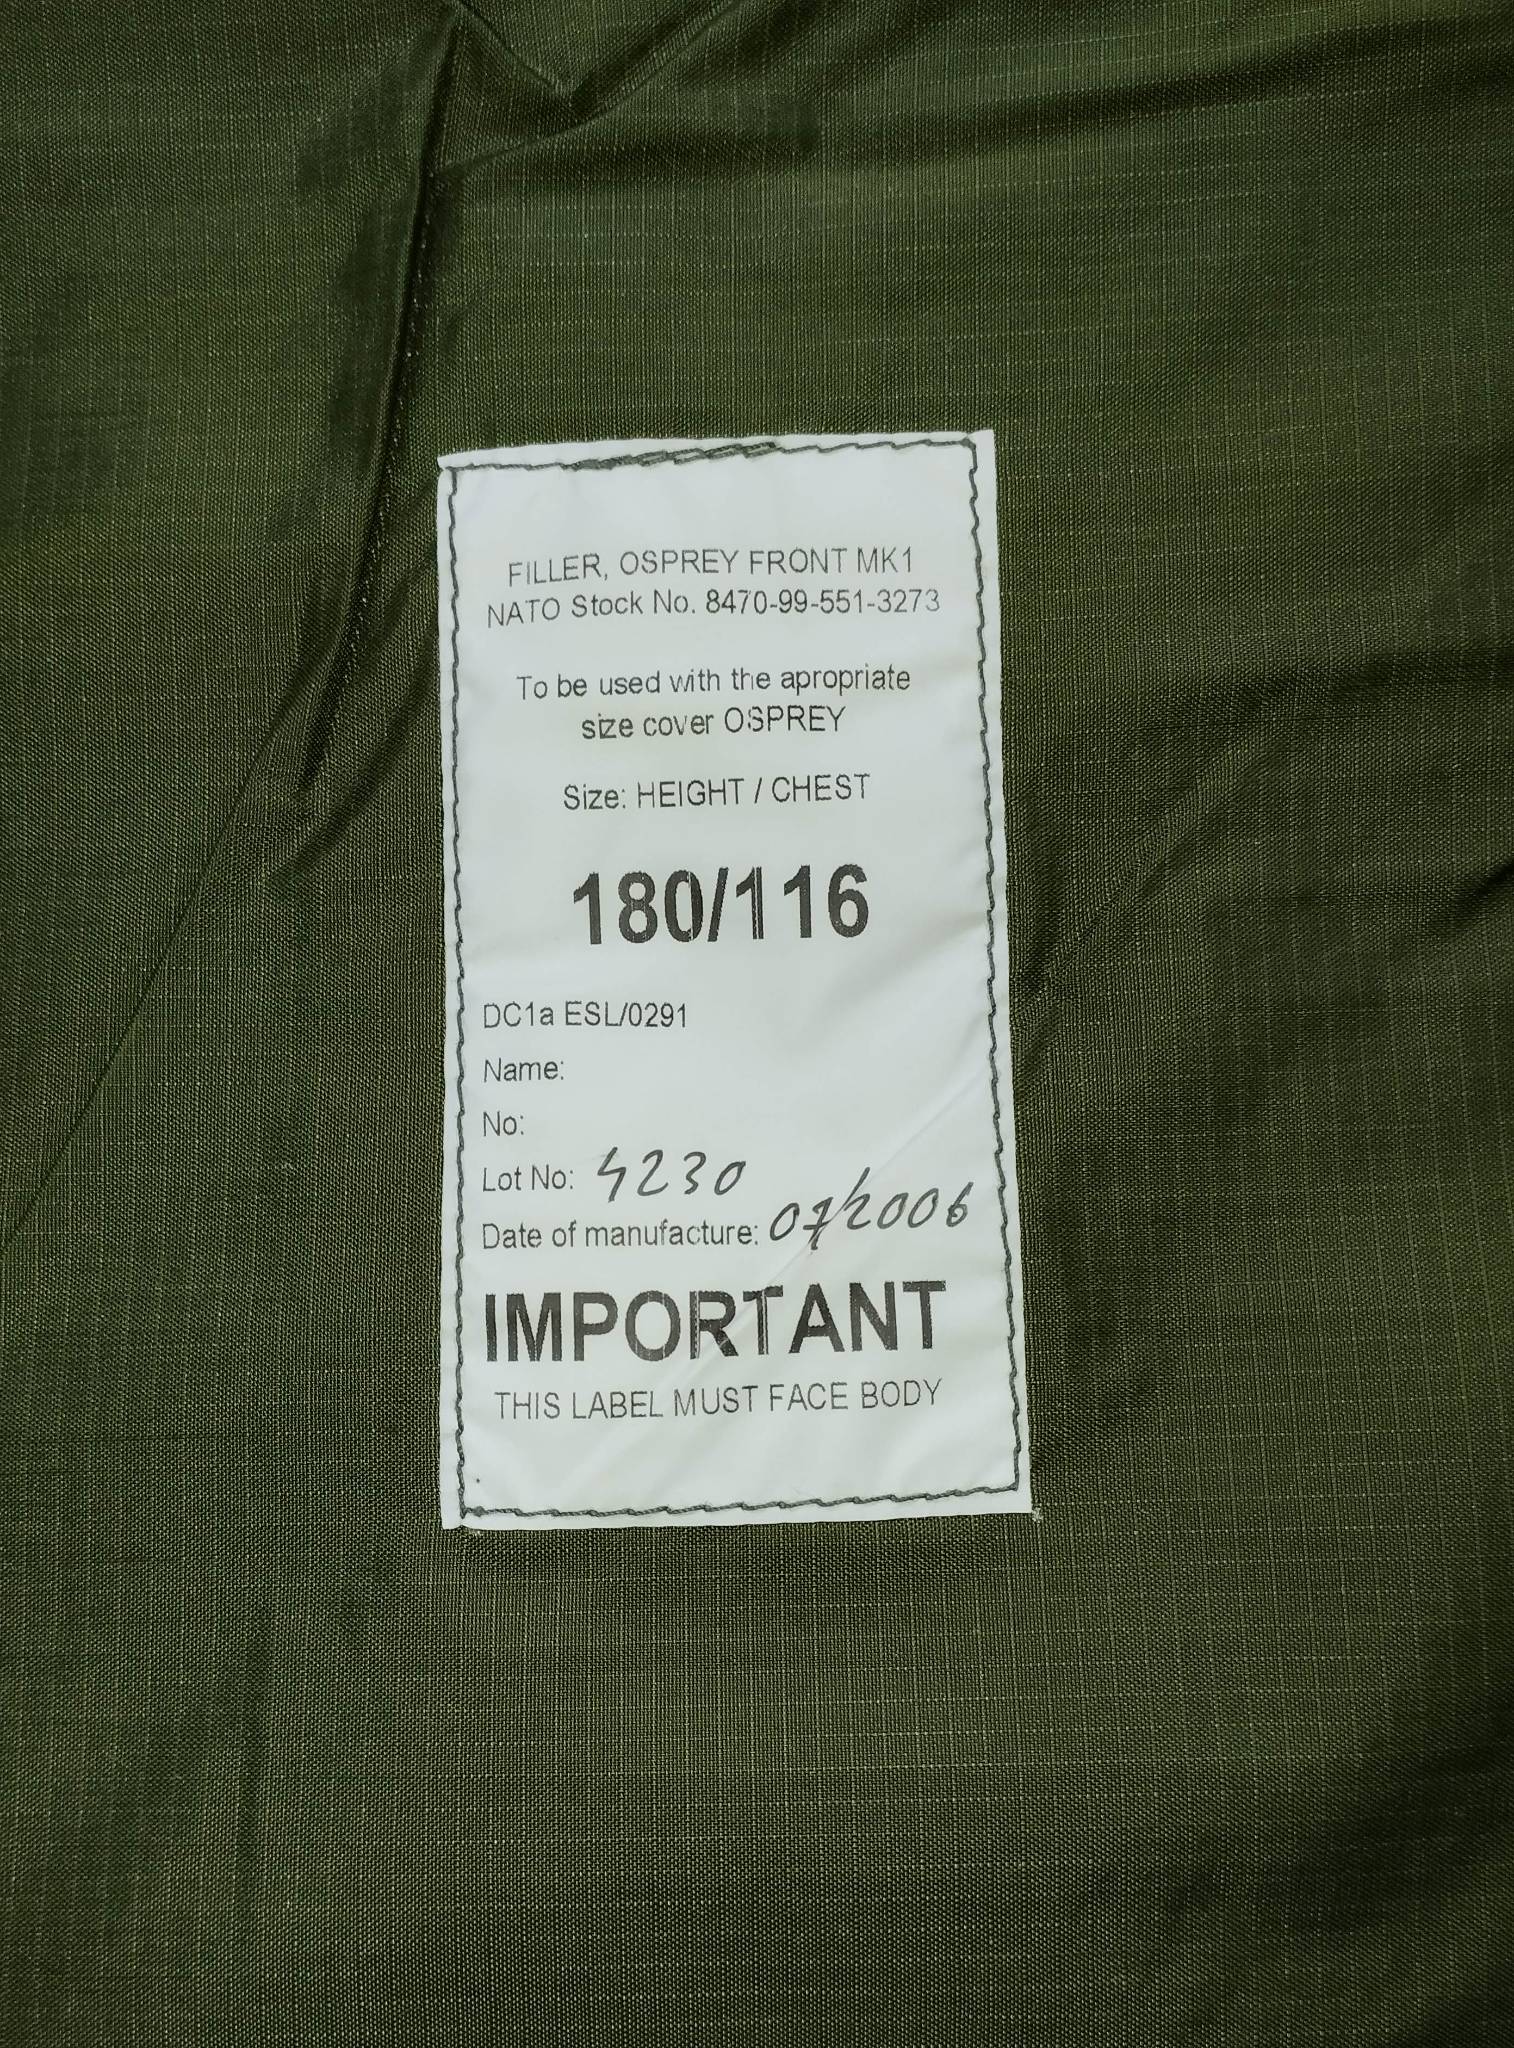 FILLER, OSPREY FRONT MK1
NATO Stock No. 8470-99-551-3273
To be used with the apropriate
size cover OSPREY
Size: HEIGHT / CHEST
180/116
DC1a ESL/0291
Name:
No:
Lot No: 4230
Date of manufacture: 07/2006
IMPORTANT
THIS LABEL MUST FACE BODY